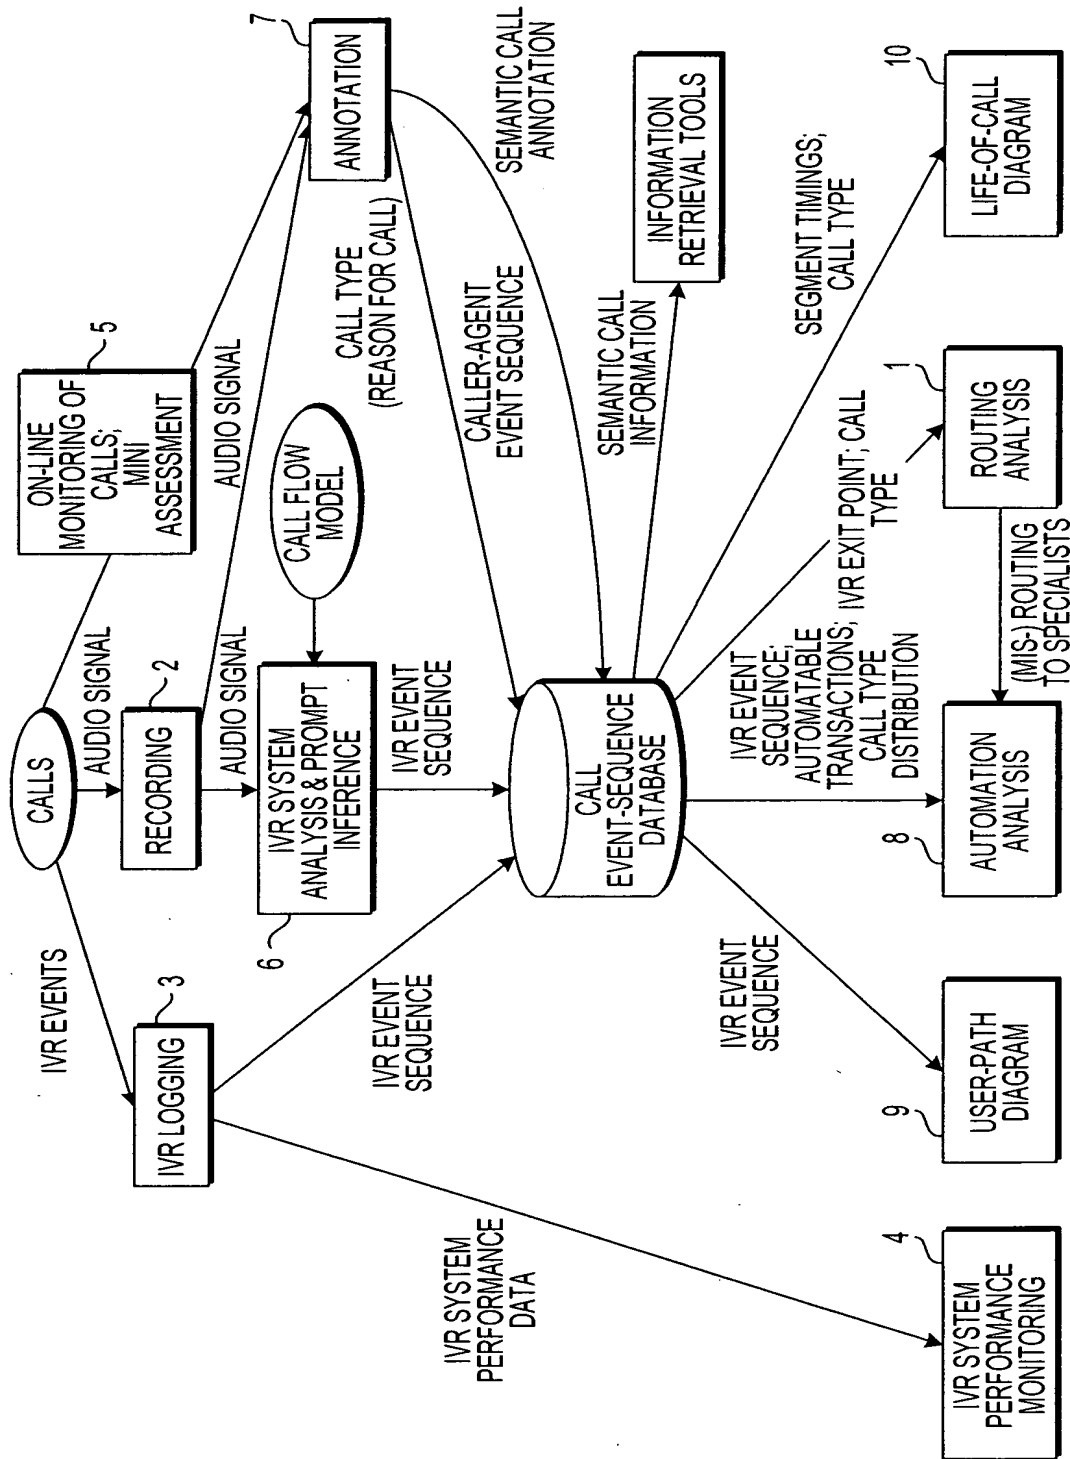 CALLS
ON-LINE
MONITORING OF
CALLS;
MINI
ASSESSMENT
5
7
ANNOTATION
IVR EVENTS
AUDIO SIGNAL
AUDIO SIGNAL
RECORDING
2
3
IVR LOGGING
AUDIO SIGNAL
CALL FLOW
MODEL
IVR SYSTEM
ANALYSIS & PROMPT
INFERENCE
6
CALL TYPE
(REASON FOR CALL)
SEMANTIC CALL
ANNOTATION
IVR EVENT
SEQUENCE
IVR EVENT
SEQUENCE
CALLER-AGENT
EVENT SEQUENCE
IVR SYSTEM
PERFORMANCE
DATA
CALL
EVENT-SEQUENCE
DATABASE
SEMANTIC CALL
INFORMATION
INFORMATION
RETRIEVAL TOOLS
IVR EVENT
SEQUENCE
IVR EVENT
SEQUENCE;
AUTOMATABLE
TRANSACTIONS;
CALL TYPE
DISTRIBUTION
IVR EXIT POINT; CALL
TYPE
SEGMENT TIMINGS;
CALL TYPE
4
IVR SYSTEM
PERFORMANCE
MONITORING
9
USER-PATH
DIAGRAM
8
AUTOMATION
ANALYSIS
(MIS-) ROUTING
TO SPECIALISTS
1
ROUTING
ANALYSIS
10
LIFE-OF-CALL
DIAGRAM